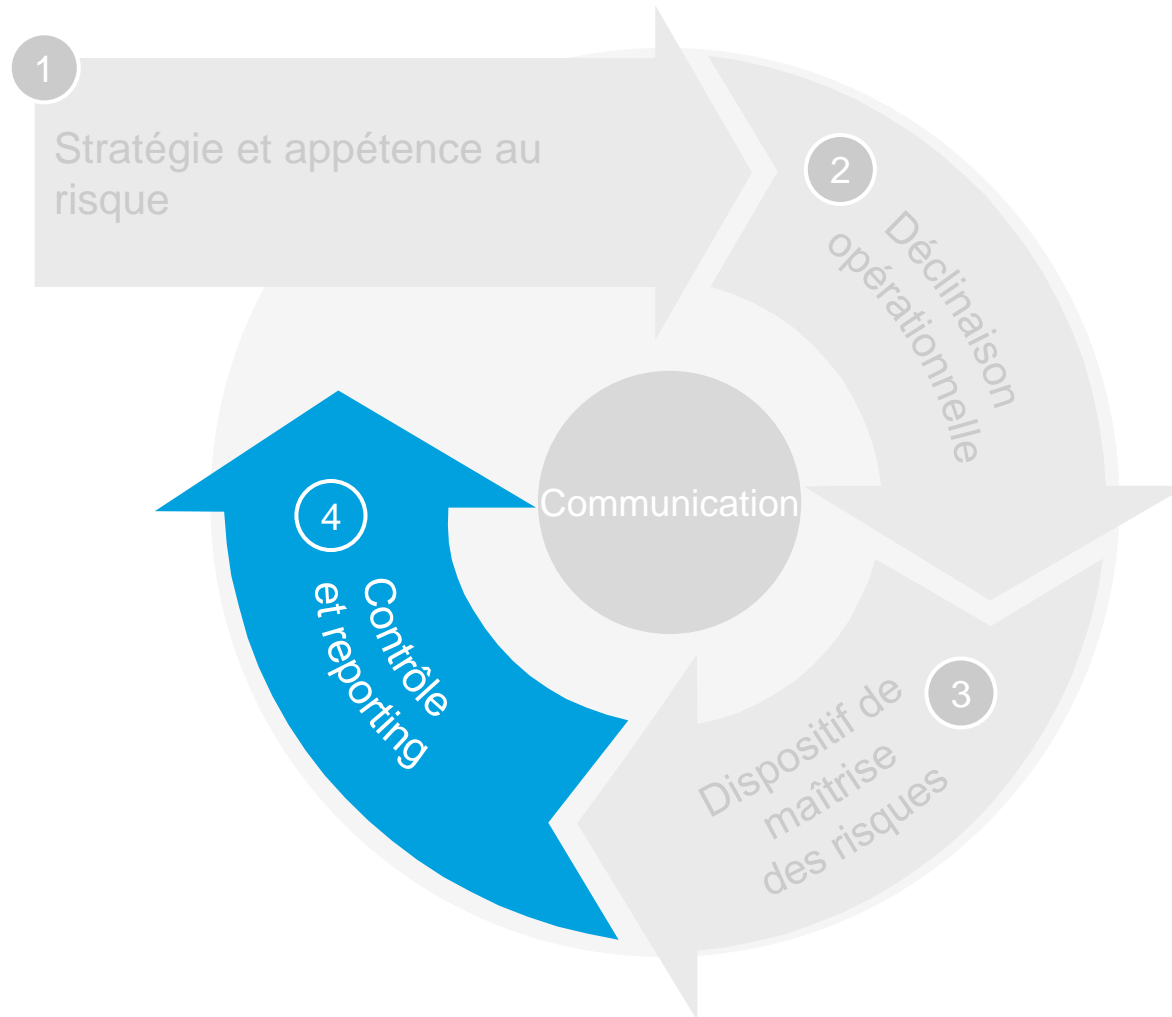 1
Stratégie et appétence au
risque
2
Déclinaison
opérationnelle
Communication
3
Dispositif de
maîtrise
des risques
4
Contrôle
et reporting